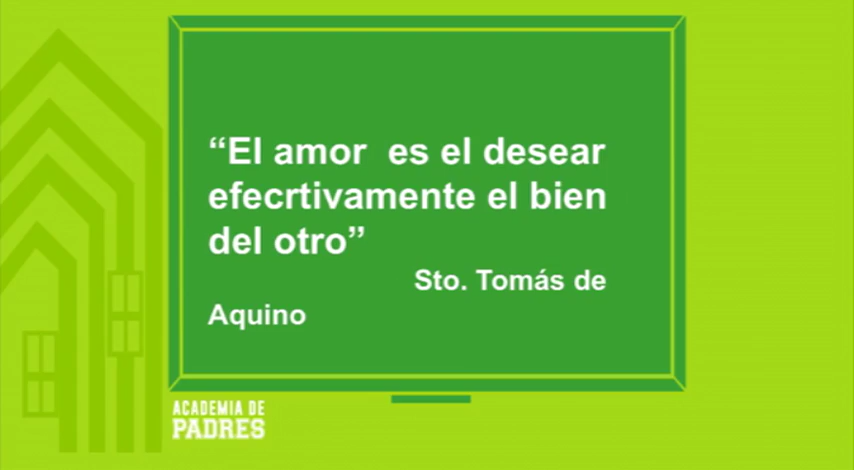 “El amor  es el desear
efecrtivamente el bien
del otro”
Sto. Tomás de
Aquino
ACADEMIA DE
PADRES